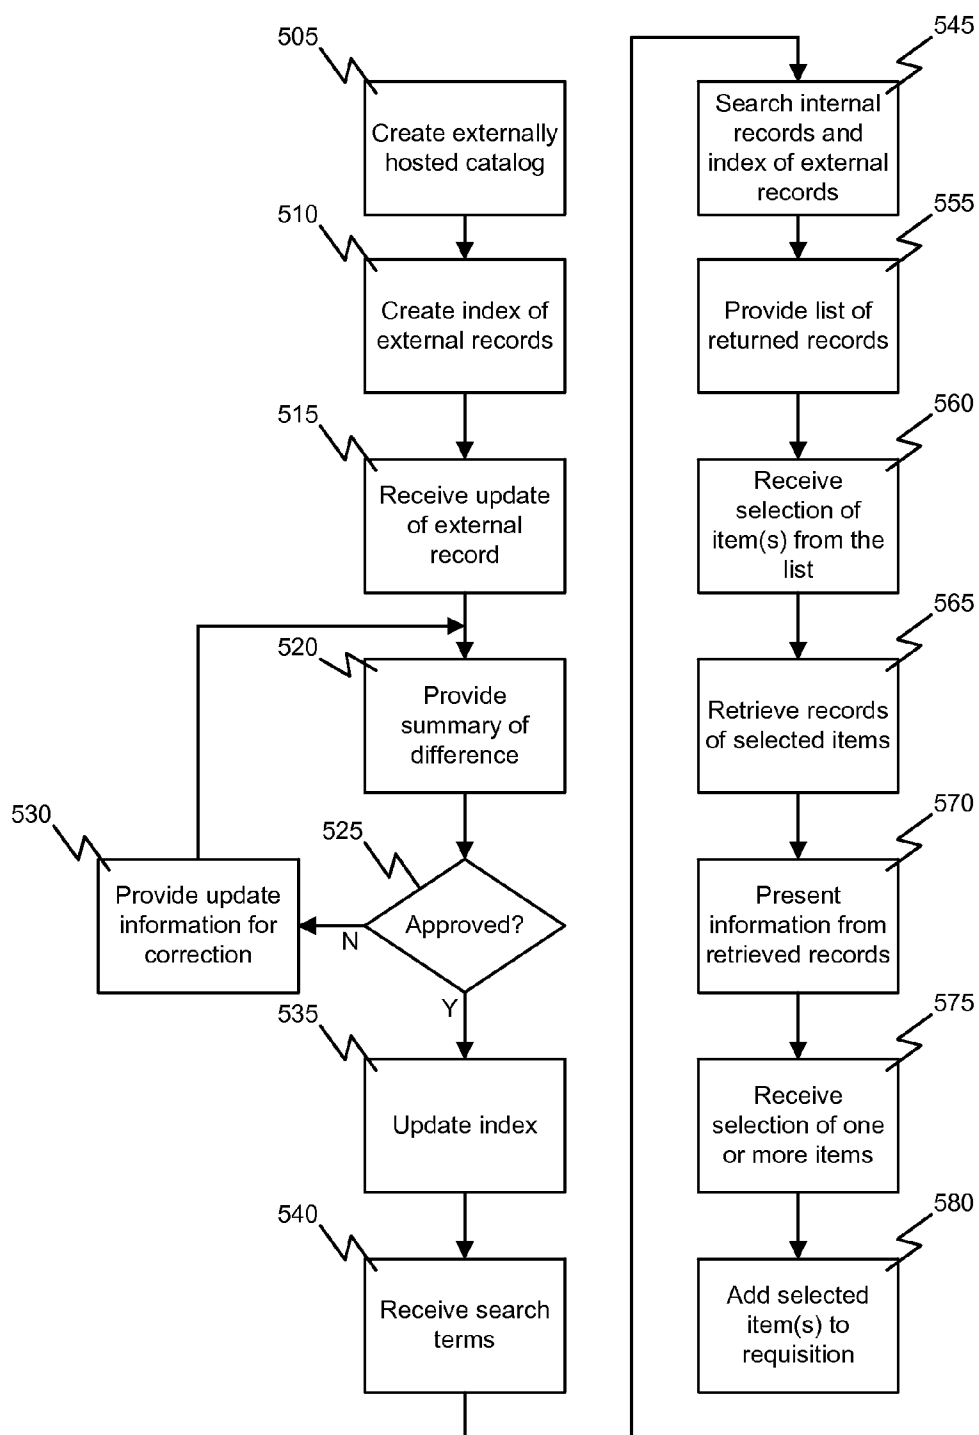 505
Create externally
hosted catalog
510
Create index of
external records
515
Receive update
of external
record
520
Provide
summary of
difference
530
Provide update
information for
correction
525
Approved?
N
Y
535
Update index
540
Receive search
terms
545
Search internal
records and
index of external
records
555
Provide list of
returned records
560
Receive
selection of
item(s) from the
list
565
Retrieve records
of selected items
570
Present
information from
retrieved records
575
Receive
selection of one
or more items
580
Add selected
item(s) to
requisition